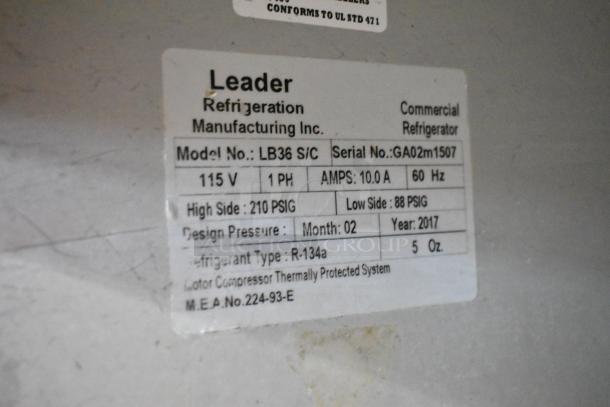 CONFORMS TO UL STD 471
Leader
Refrigeration
Manufacturing Inc.
Commercial
Refrigerator
Model No.: LB36 S/C Serial No.:GA02m1507
115 V 1 PH AMPS: 10.0 A 60 Hz
High Side : 210 PSIG Low Side : 88 PSIG
Design Pressure : Month: 02 Year: 2017
Refrigerant Type : R-134a 5 Oz.
Motor Compressor Thermally Protected System
M.E.A.No.224-93-E
AUCTION GROUP